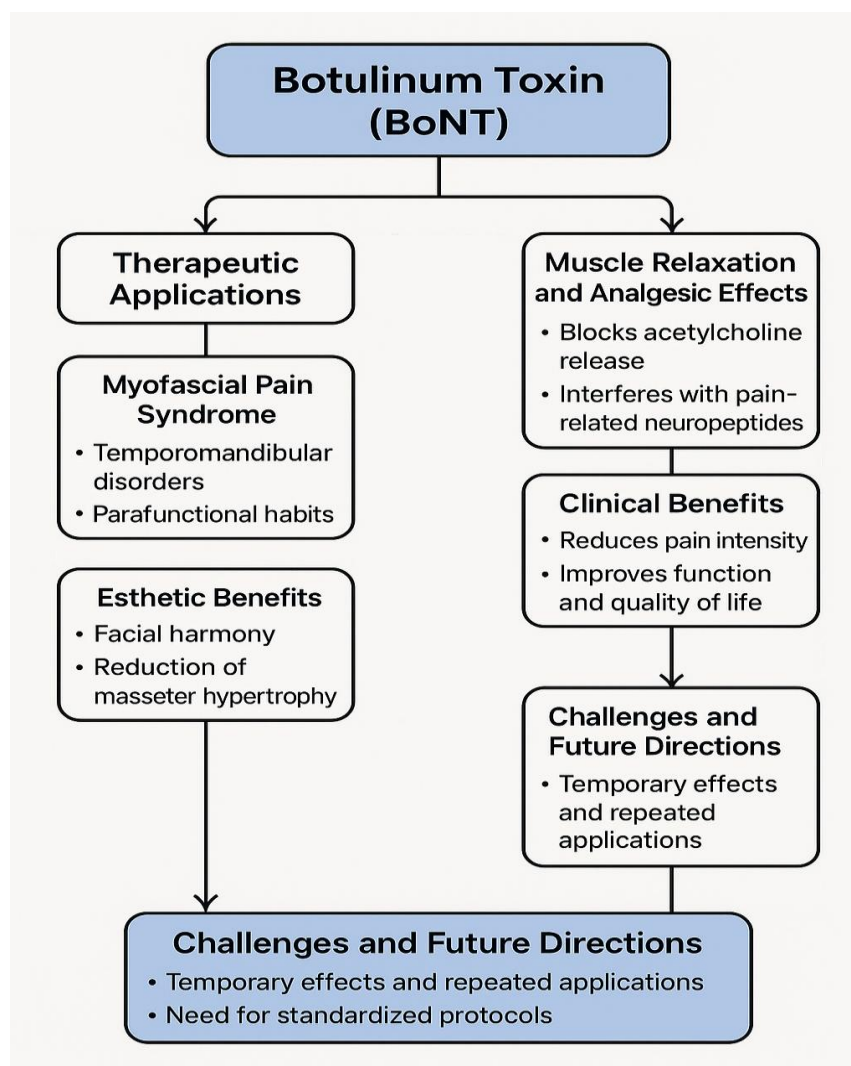 Botulinum Toxin
(BoNT)
Therapeutic
Applications
Myofascial Pain
Syndrome
• Temporomandibular
disorders
• Parafunctional habits
Esthetic Benefits
• Facial harmony
• Reduction of
masseter hypertrophy
Muscle Relaxation
and Analgesic Effects
• Blocks acetylcholine
release
• Interferes with pain-
related neuropeptides
Clinical Benefits
• Reduces pain intensity
• Improves function
and quality of life
Challenges and
Future Directions
• Temporary effects
and repeated
applications
Challenges and Future Directions
• Temporary effects and repeated applications
• Need for standardized protocols